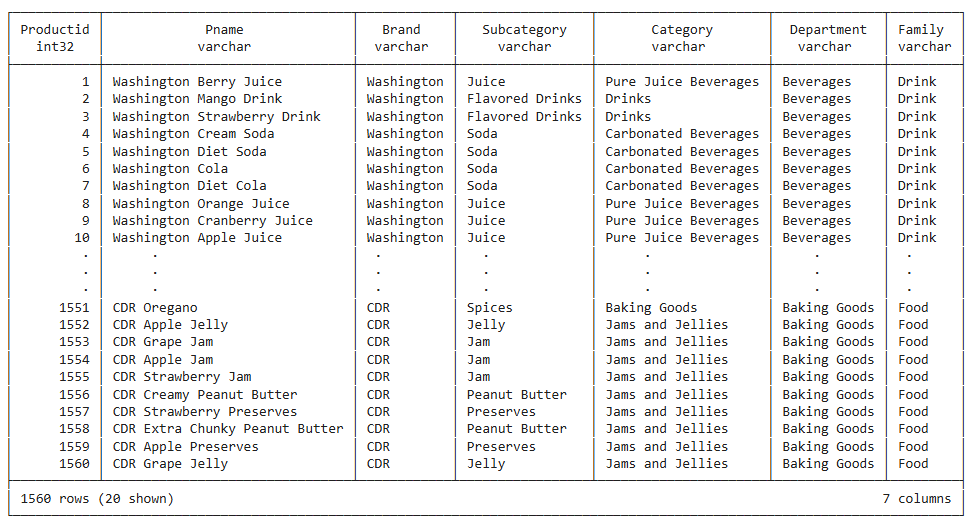 Productid Pname Brand Subcategory Category Department Family
int32 varchar varchar varchar varchar varchar varchar
1 Washington Berry Juice Washington Juice Pure Juice Beverages Beverages Drink
2 Washington Mango Drink Washington Flavored Drinks Drinks Beverages Drink
3 Washington Strawberry Drink Washington Flavored Drinks Drinks Beverages Drink
4 Washington Cream Soda Washington Soda Carbonated Beverages Beverages Drink
5 Washington Diet Soda Washington Soda Carbonated Beverages Beverages Drink
6 Washington Cola Washington Soda Carbonated Beverages Beverages Drink
7 Washington Diet Cola Washington Soda Carbonated Beverages Beverages Drink
8 Washington Orange Juice Washington Juice Pure Juice Beverages Beverages Drink
9 Washington Cranberry Juice Washington Juice Pure Juice Beverages Beverages Drink
10 Washington Apple Juice Washington Juice Pure Juice Beverages Beverages Drink
. . . . . . .
. . . . . . .
. . . . . . .
1551 CDR Oregano CDR Spices Baking Goods Baking Goods Food
1552 CDR Apple Jelly CDR Jelly Jams and Jellies Baking Goods Food
1553 CDR Grape Jam CDR Jam Jams and Jellies Baking Goods Food
1554 CDR Apple Jam CDR Jam Jams and Jellies Baking Goods Food
1555 CDR Strawberry Jam CDR Jam Jams and Jellies Baking Goods Food
1556 CDR Creamy Peanut Butter CDR Peanut Butter Jams and Jellies Baking Goods Food
1557 CDR Strawberry Preserves CDR Preserves Jams and Jellies Baking Goods Food
1558 CDR Extra Chunky Peanut Butter CDR Peanut Butter Jams and Jellies Baking Goods Food
1559 CDR Apple Preserves CDR Preserves Jams and Jellies Baking Goods Food
1560 CDR Grape Jelly CDR Jelly Jams and Jellies Baking Goods Food
1560 rows (20 shown) 7 columns